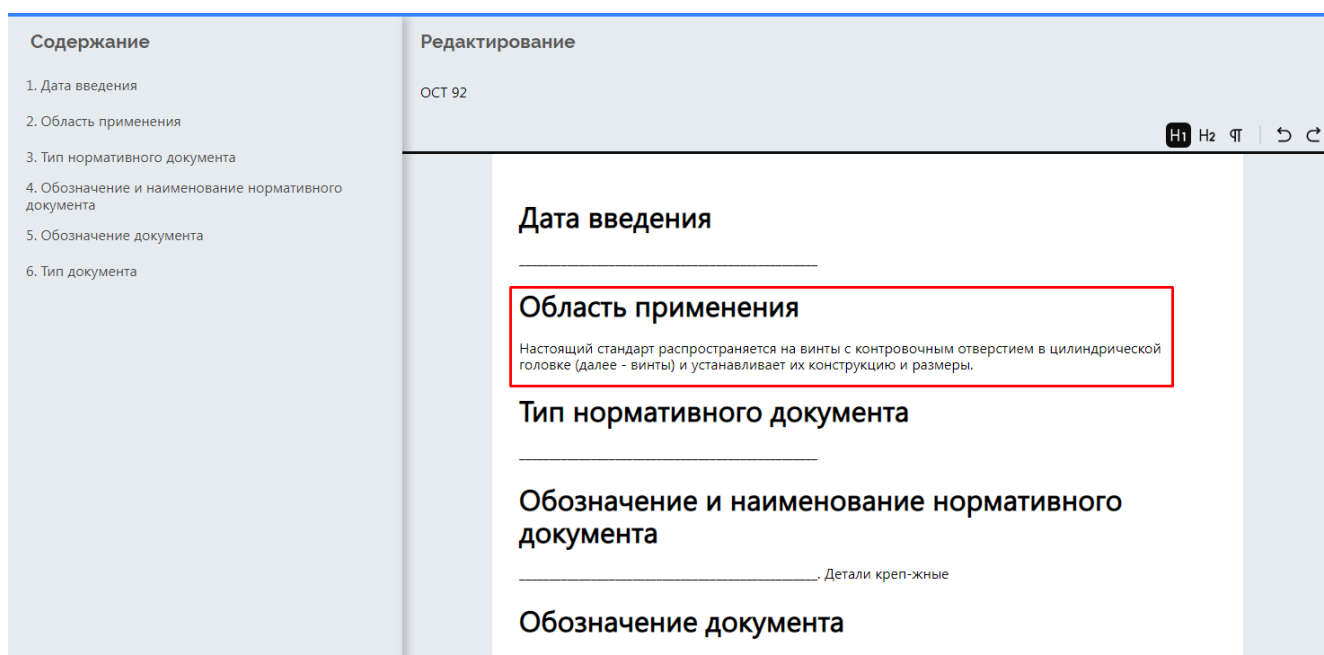 Содержание
1. Дата введения
2. Область применения
3. Тип нормативного документа
4. Обозначение и наименование нормативного
документа
5. Обозначение документа
6. Тип документа
Редактирование
ОСТ 92
H1 H2 ¶
Дата введения
______________________________________________
Область применения
Настоящий стандарт распространяется на винты с контровочным отверстием в цилиндрической
головке (далее - винты) и устанавливает их конструкцию и размеры.
Тип нормативного документа
______________________________________________
Обозначение и наименование нормативного
документа
______________________________________________. Детали креп-жные
Обозначение документа